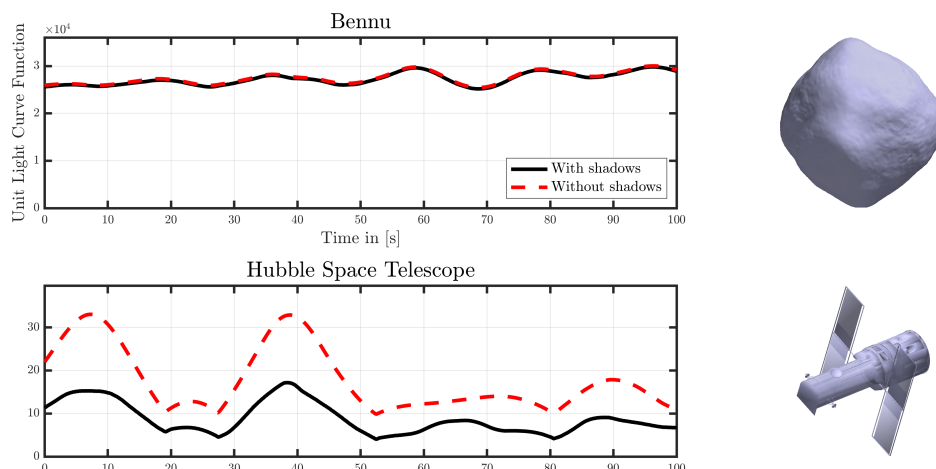 Bennu
×10⁴
Unit Light Curve Function
3
2
1
0
With shadows
Without shadows
0 10 20 30 40 50 60 70 80 90 100
Time in [s]
Hubble Space Telescope
30
20
10
0
0 10 20 30 40 50 60 70 80 90 100